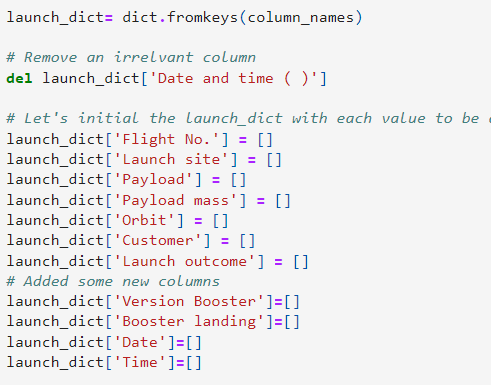 launch_dict= dict.fromkeys(column_names)
# Remove an irrelvant column
del launch_dict['Date and time ( )']
# Let's initial the launch_dict with each value to be
launch_dict['Flight No.'] = []
launch_dict['Launch site'] = []
launch_dict['Payload'] = []
launch_dict['Payload mass'] = []
launch_dict['Orbit'] = []
launch_dict['Customer'] = []
launch_dict['Launch outcome'] = []
# Added some new columns
launch_dict['Version Booster']=[]
launch_dict['Booster landing']=[]
launch_dict['Date']=[]
launch_dict['Time']=[]